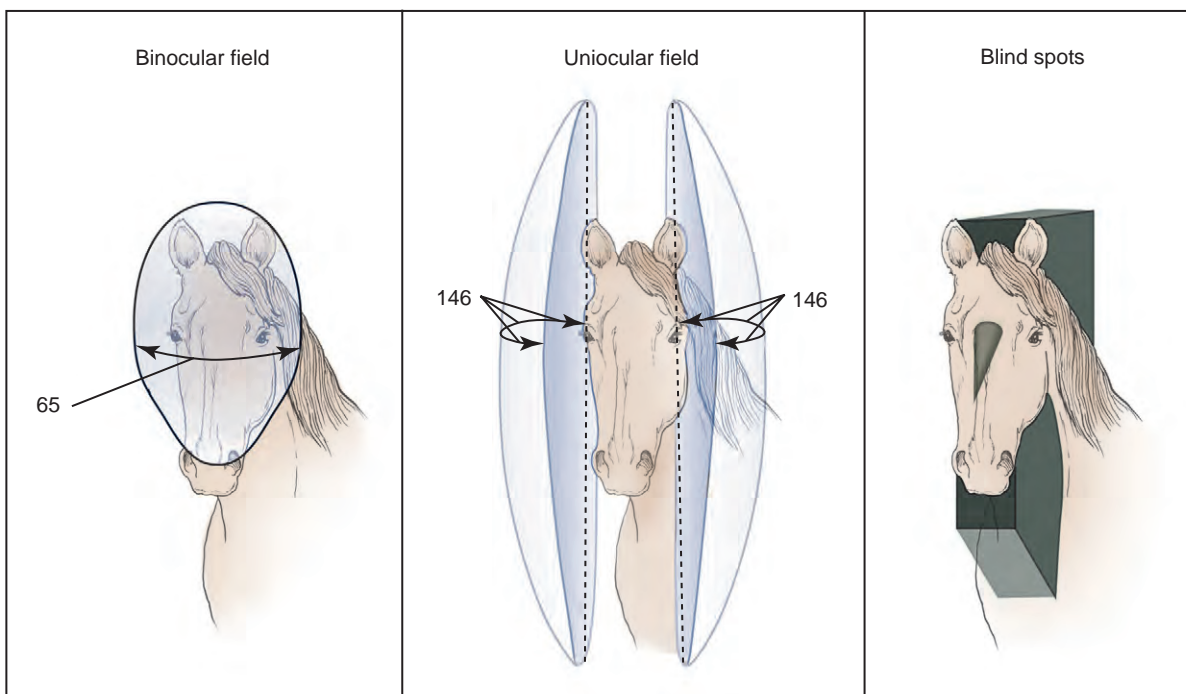 Binocular field
Uniocular field
Blind spots
146
146
65